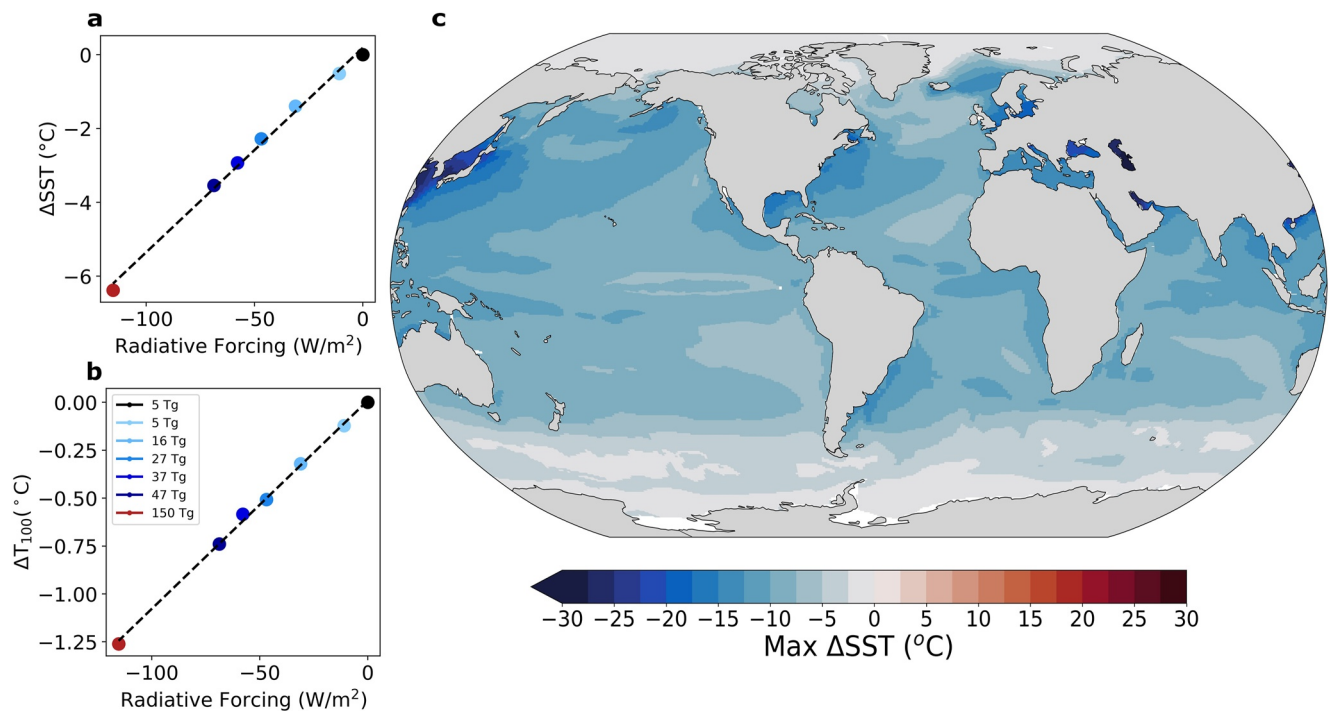 a
0
−2
−4
−6
ΔSST (°C)
−100 −50 0
Radiative Forcing (W/m²)
b
0.00
−0.25
−0.50
−0.75
−1.00
−1.25
ΔT₁₀₀(°C)
5 Tg
5 Tg
16 Tg
27 Tg
37 Tg
47 Tg
150 Tg
−100 −50 0
Radiative Forcing (W/m²)
c
−30 −25 −20 −15 −10 −5 0 5 10 15 20 25 30
Max ΔSST (°C)